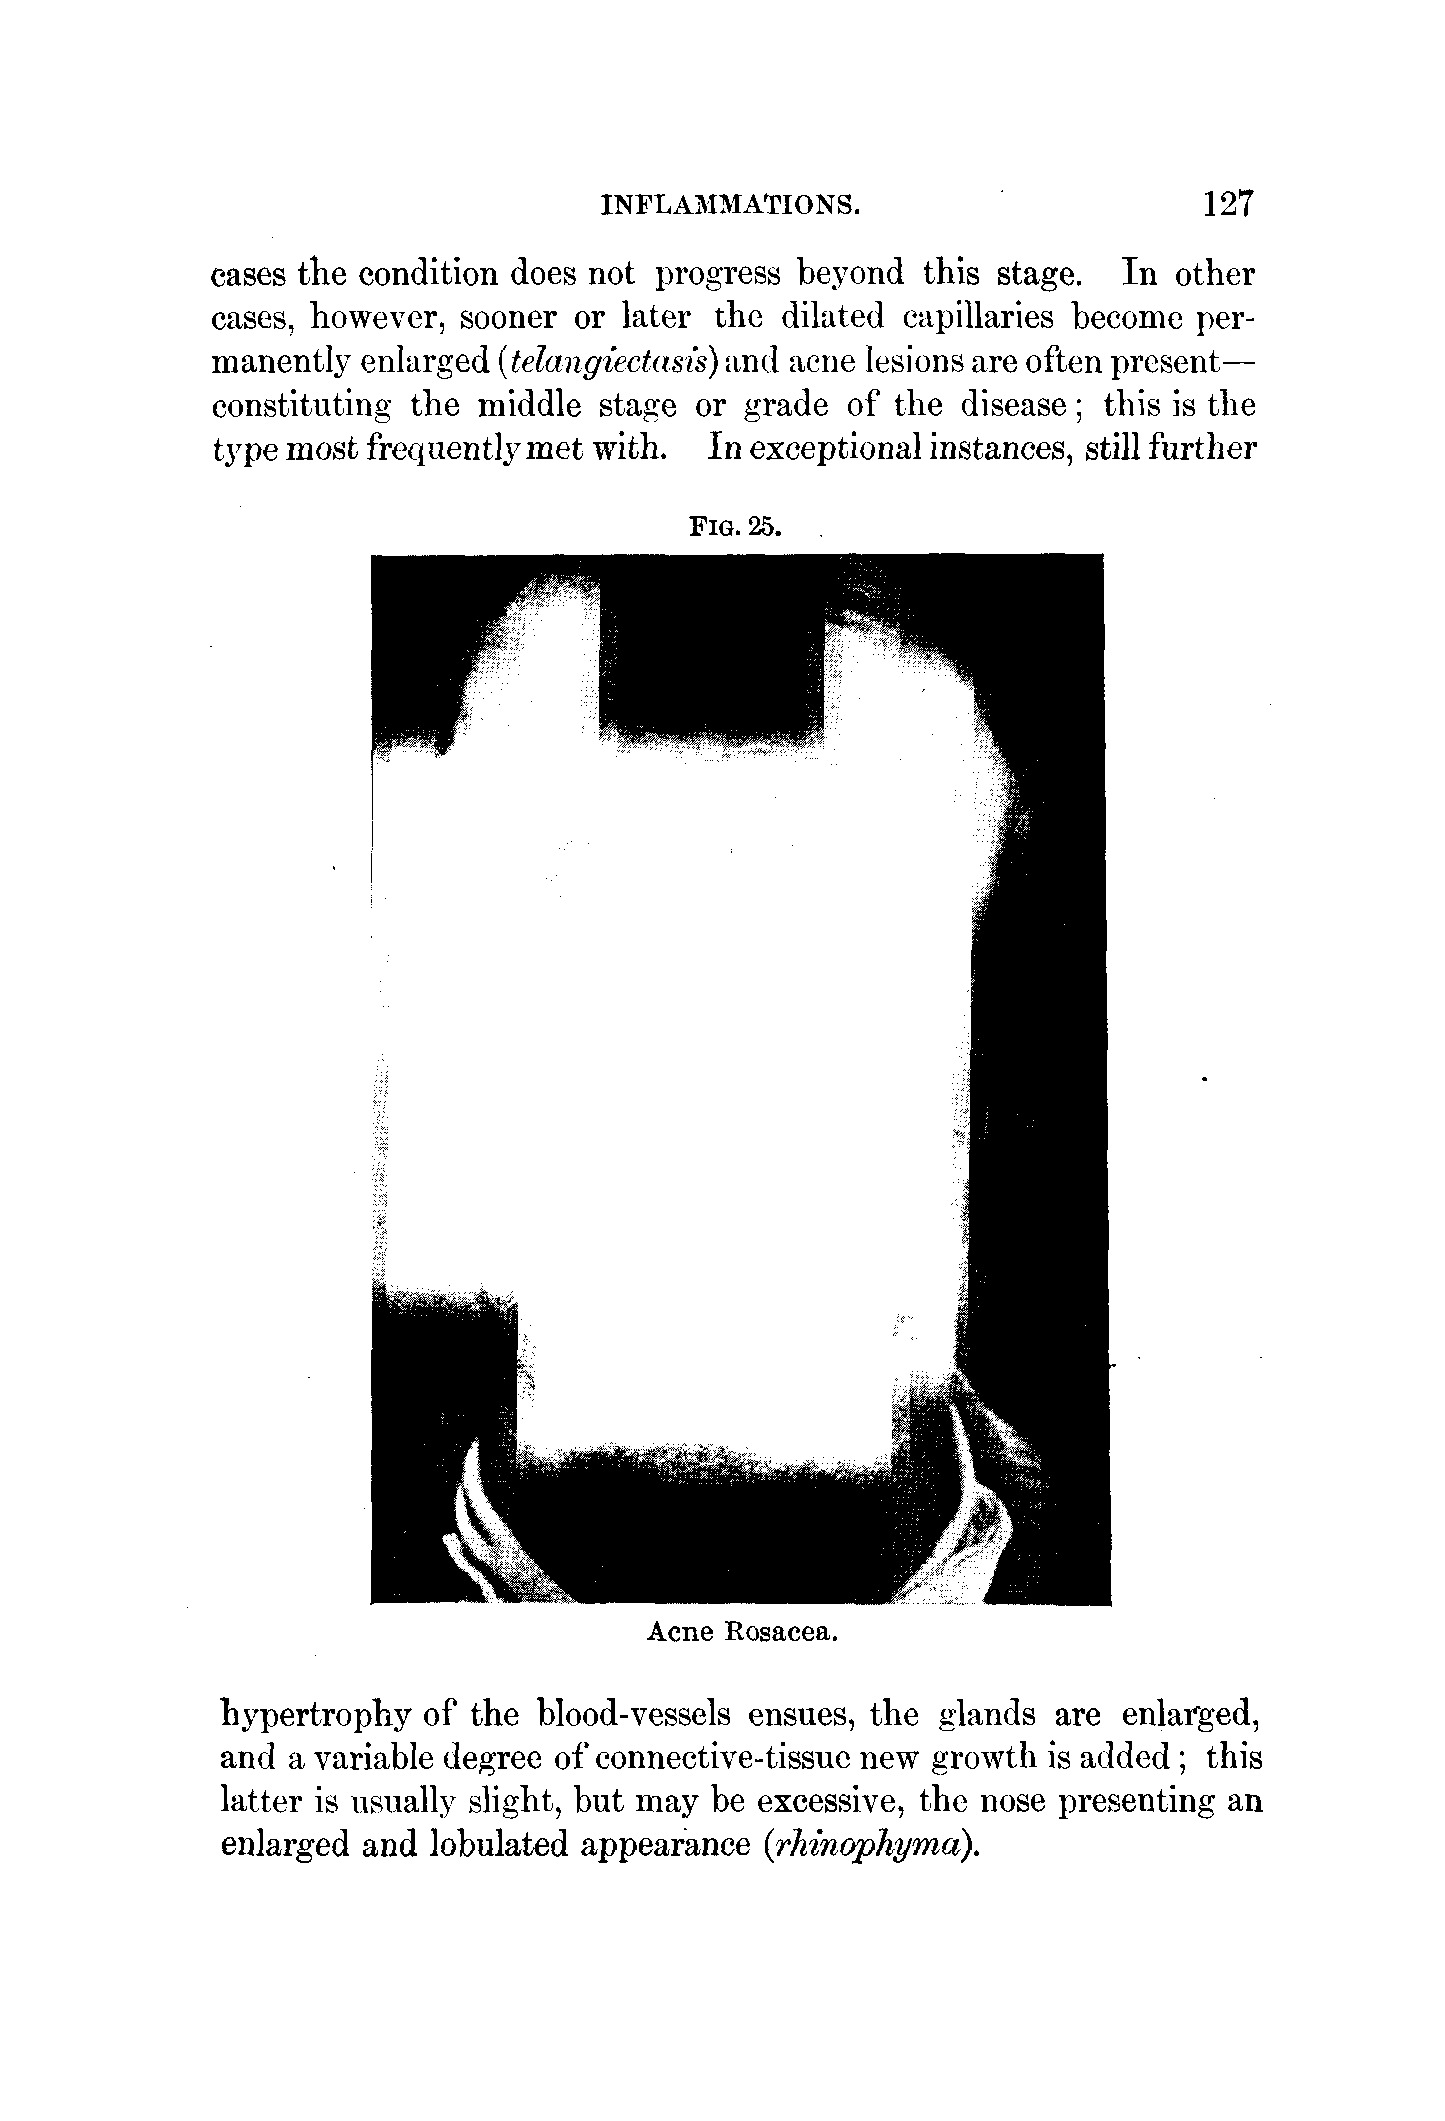 INFLAMMATIONS. 127
cases the condition does not progress beyond this stage. In other
cases, however, sooner or later the dilated capillaries become per-
manently enlarged (telangiectasis) and acne lesions are often present—
constituting the middle stage or grade of the disease; this is the
type most frequently met with. In exceptional instances, still further
FIG. 25.
Acne Rosacea.
hypertrophy of the blood-vessels ensues, the glands are enlarged,
and a variable degree of connective-tissue new growth is added; this
latter is usually slight, but may be excessive, the nose presenting an
enlarged and lobulated appearance (rhinophyma).